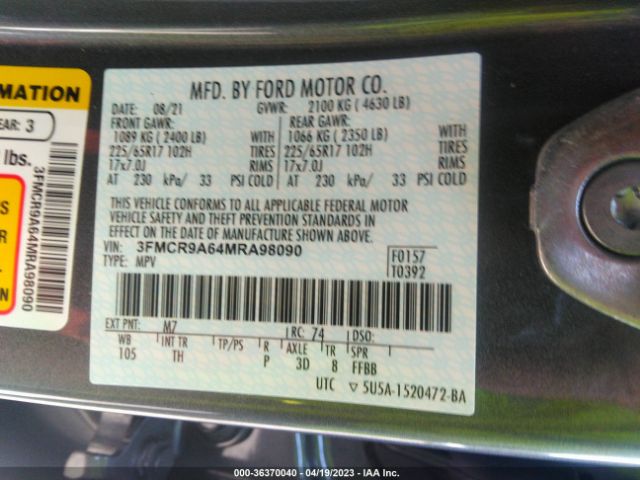 RMATION
EAR: 3
lbs.
S
OR
ON
3FMCR9A64MRA98090
MFD. BY FORD MOTOR CO.
DATE: 08/21 GVWR: 2100 KG ( 4630 LB)
FRONT GAWR: REAR GAWR:
1089 KG ( 2400 LB) WITH 1066 KG ( 2350 LB) WITH
225/65R17 102H TIRES 225/65R17 102H TIRES
17x7.0J RIMS 17x7.0J RIMS
AT 230 kPa/ 33 PSI COLD AT 230 kPa/ 33 PSI COLD
THIS VEHICLE CONFORMS TO ALL APPLICABLE FEDERAL MOTOR
VEHICLE SAFETY AND THEFT PREVENTION STANDARDS IN
EFFECT ON THE DATE OF MANUFACTURE SHOWN ABOVE.
VIN: 3FMCR9A64MRA98090 F0157
TYPE: MPV T0392
EXT PNT: M7 RC: 74 DSO:
WB INT TR TP/PS R AXLE TR SPR
105 TH P 3D 8 FFBB
UTC ▽ 5U5A-1520472-BA
000-36370040 - 04/19/2023 - IAA Inc.